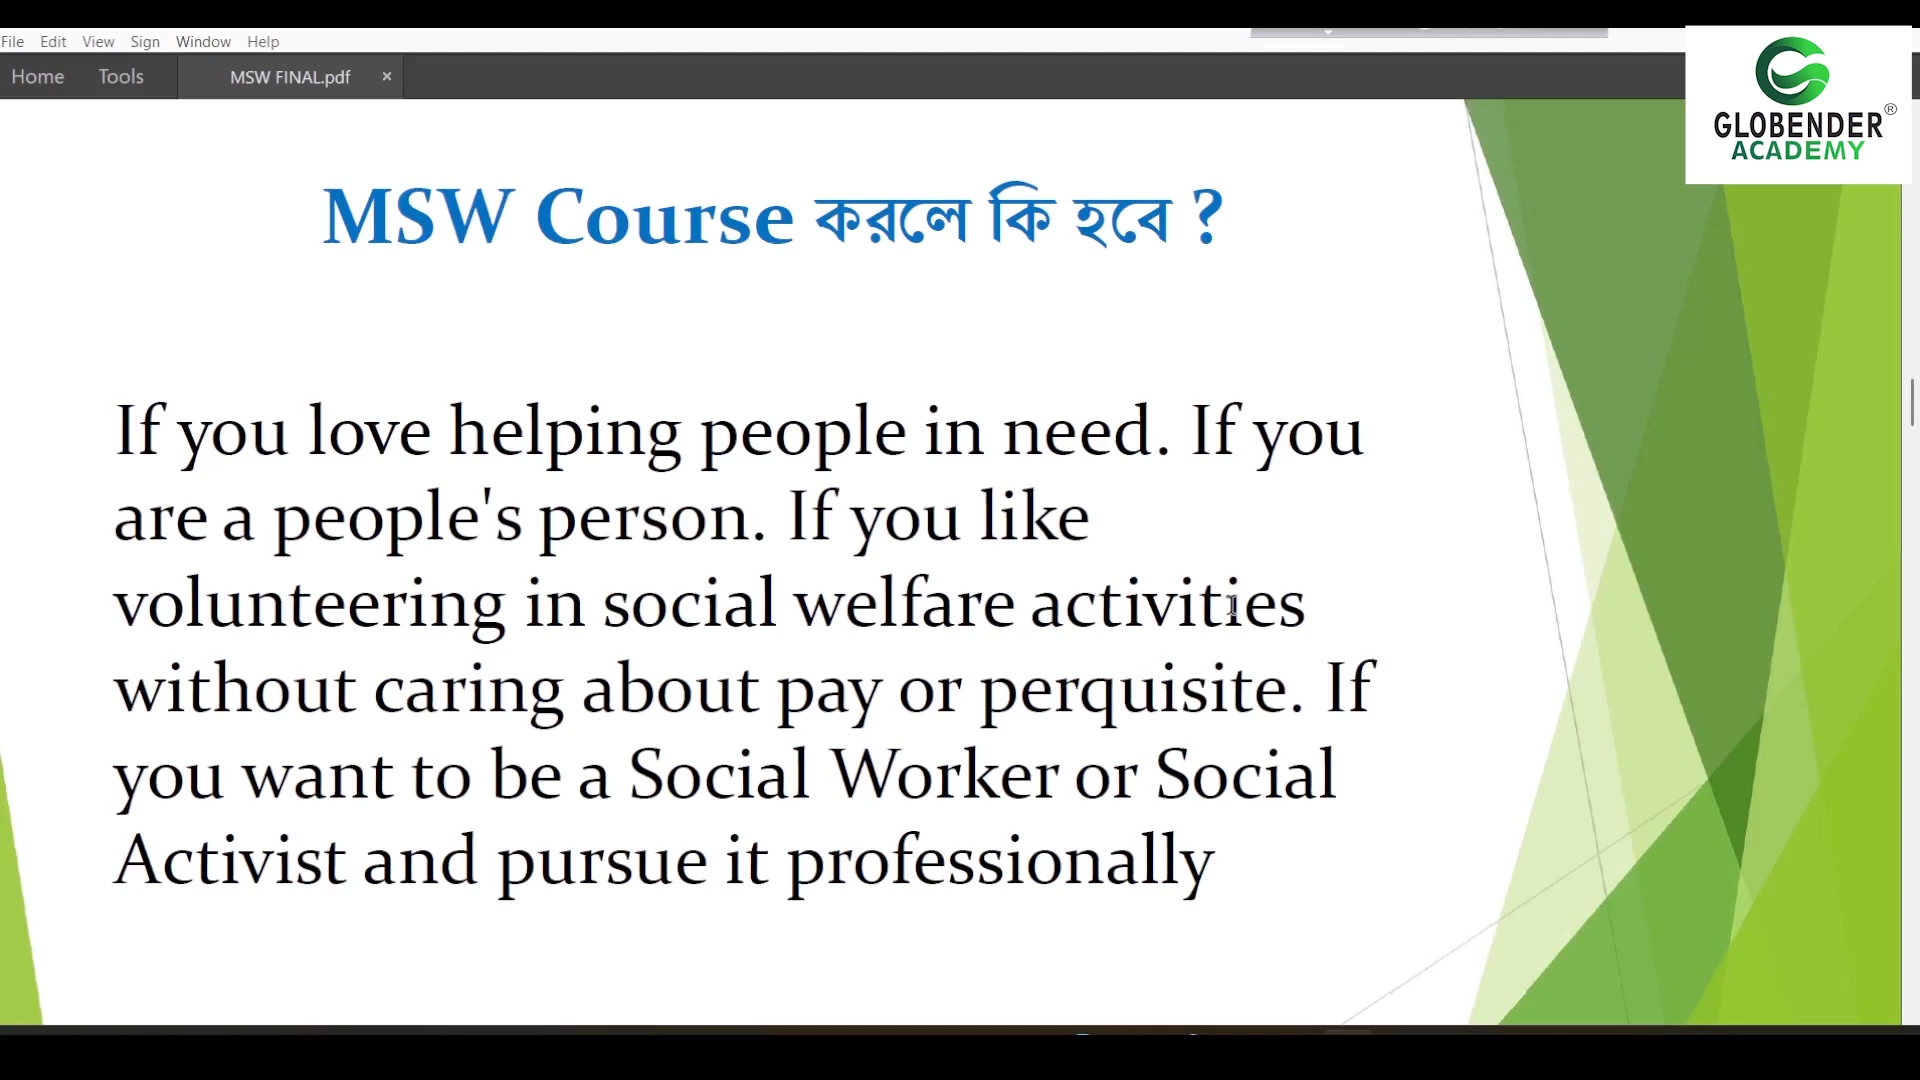 File Edit View Sign Window Help
Home Tools MSW FINAL.pdf ×
GLOBENDER®
ACADEMY
MSW Course করলে কি হবে ?
If you love helping people in need. If you
are a people's person. If you like
volunteering in social welfare activities
without caring about pay or perquisite. If
you want to be a Social Worker or Social
Activist and pursue it professionally